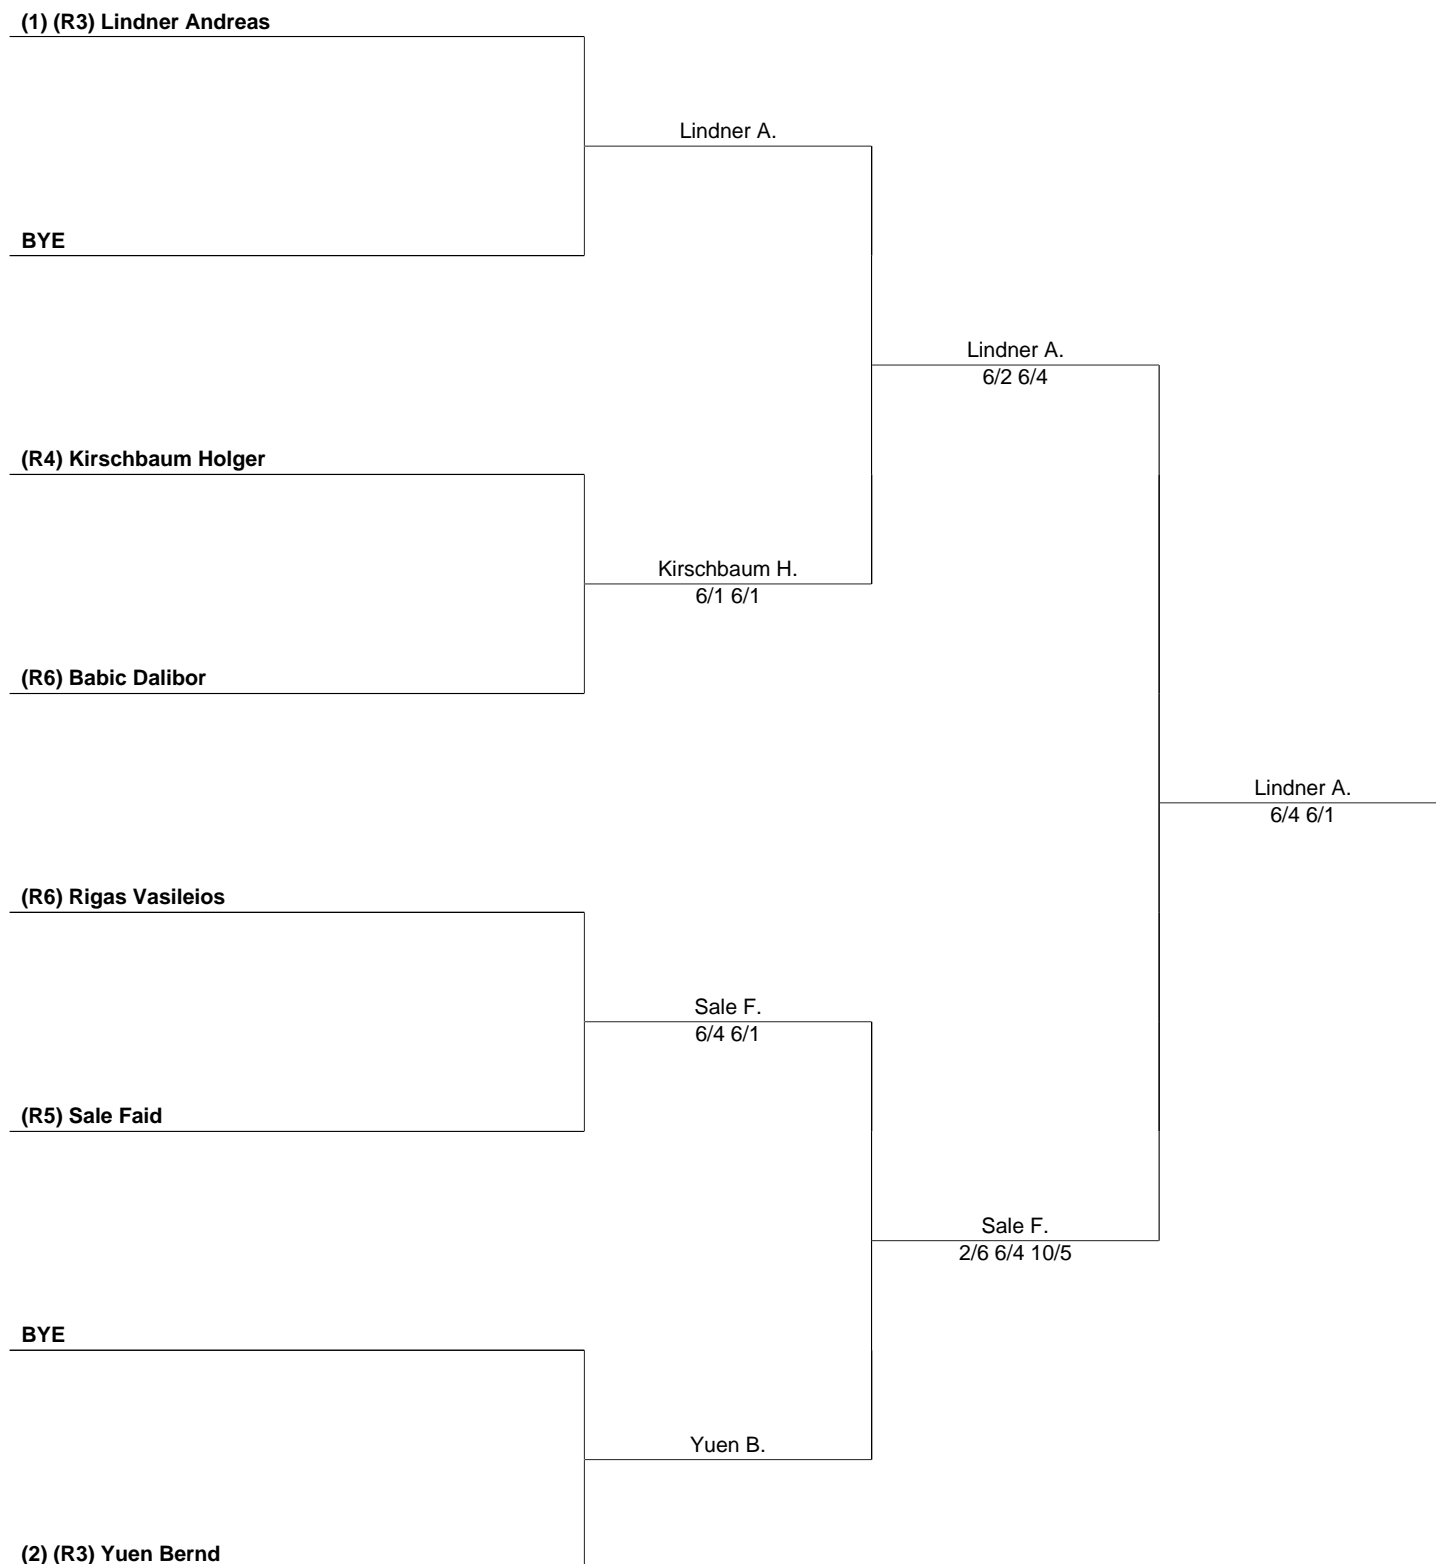 (1) (R3) Lindner Andreas
Lindner A.
BYE
Lindner A.
6/2 6/4
(R4) Kirschbaum Holger
Kirschbaum H.
6/1 6/1
(R6) Babic Dalibor
Lindner A.
6/4 6/1
(R6) Rigas Vasileios
Sale F.
6/4 6/1
(R5) Sale Faid
Sale F.
2/6 6/4 10/5
BYE
Yuen B.
(2) (R3) Yuen Bernd